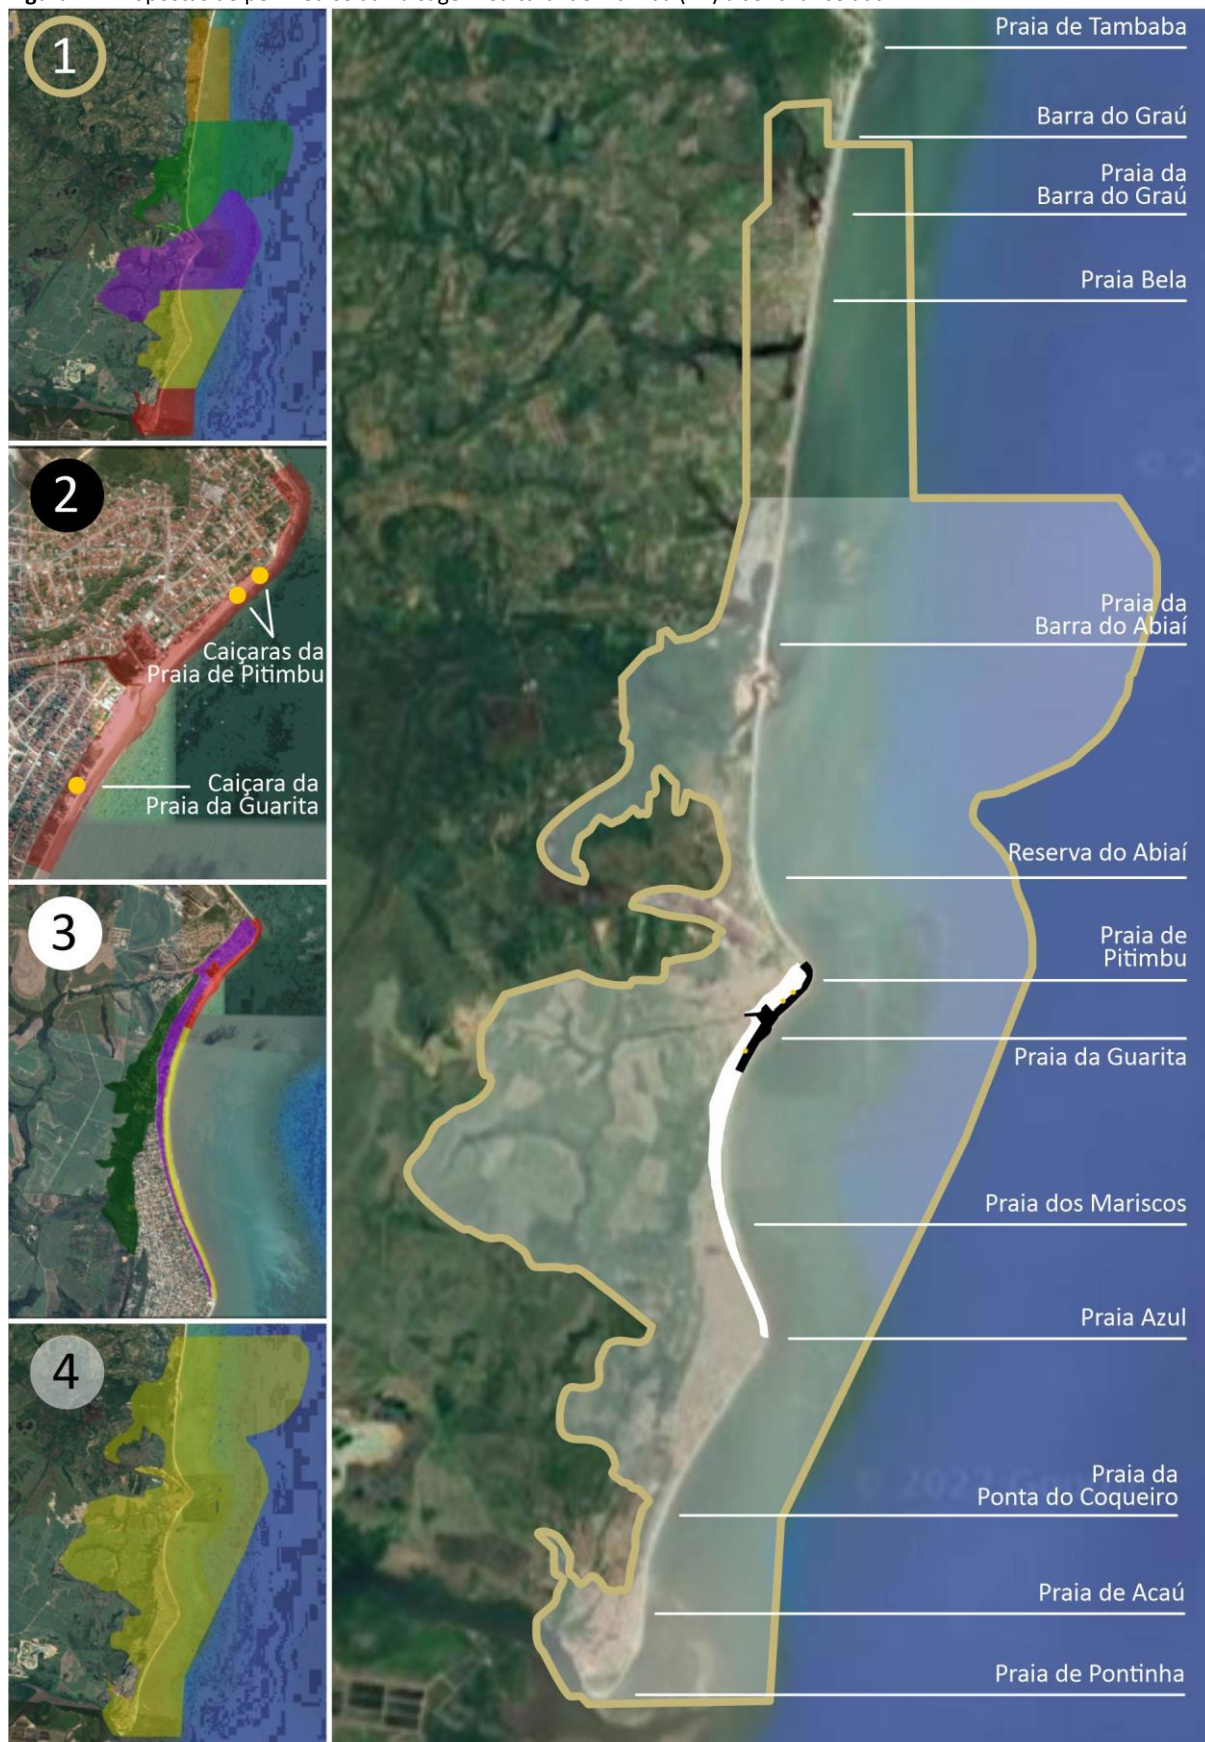 1
2
Caiçaras da
Praia de Pitimbu
Caiçara da
Praia da Guarita
3
4
Praia de Tambaba
Barra do Graú
Praia da
Barra do Graú
Praia Bela
Praia da
Barra do Abiaí
Reserva do Abiaí
Praia de
Pitimbu
Praia da Guarita
Praia dos Mariscos
Praia Azul
Praia da
Ponta do Coqueiro
Praia de Acaú
Praia de Pontinha